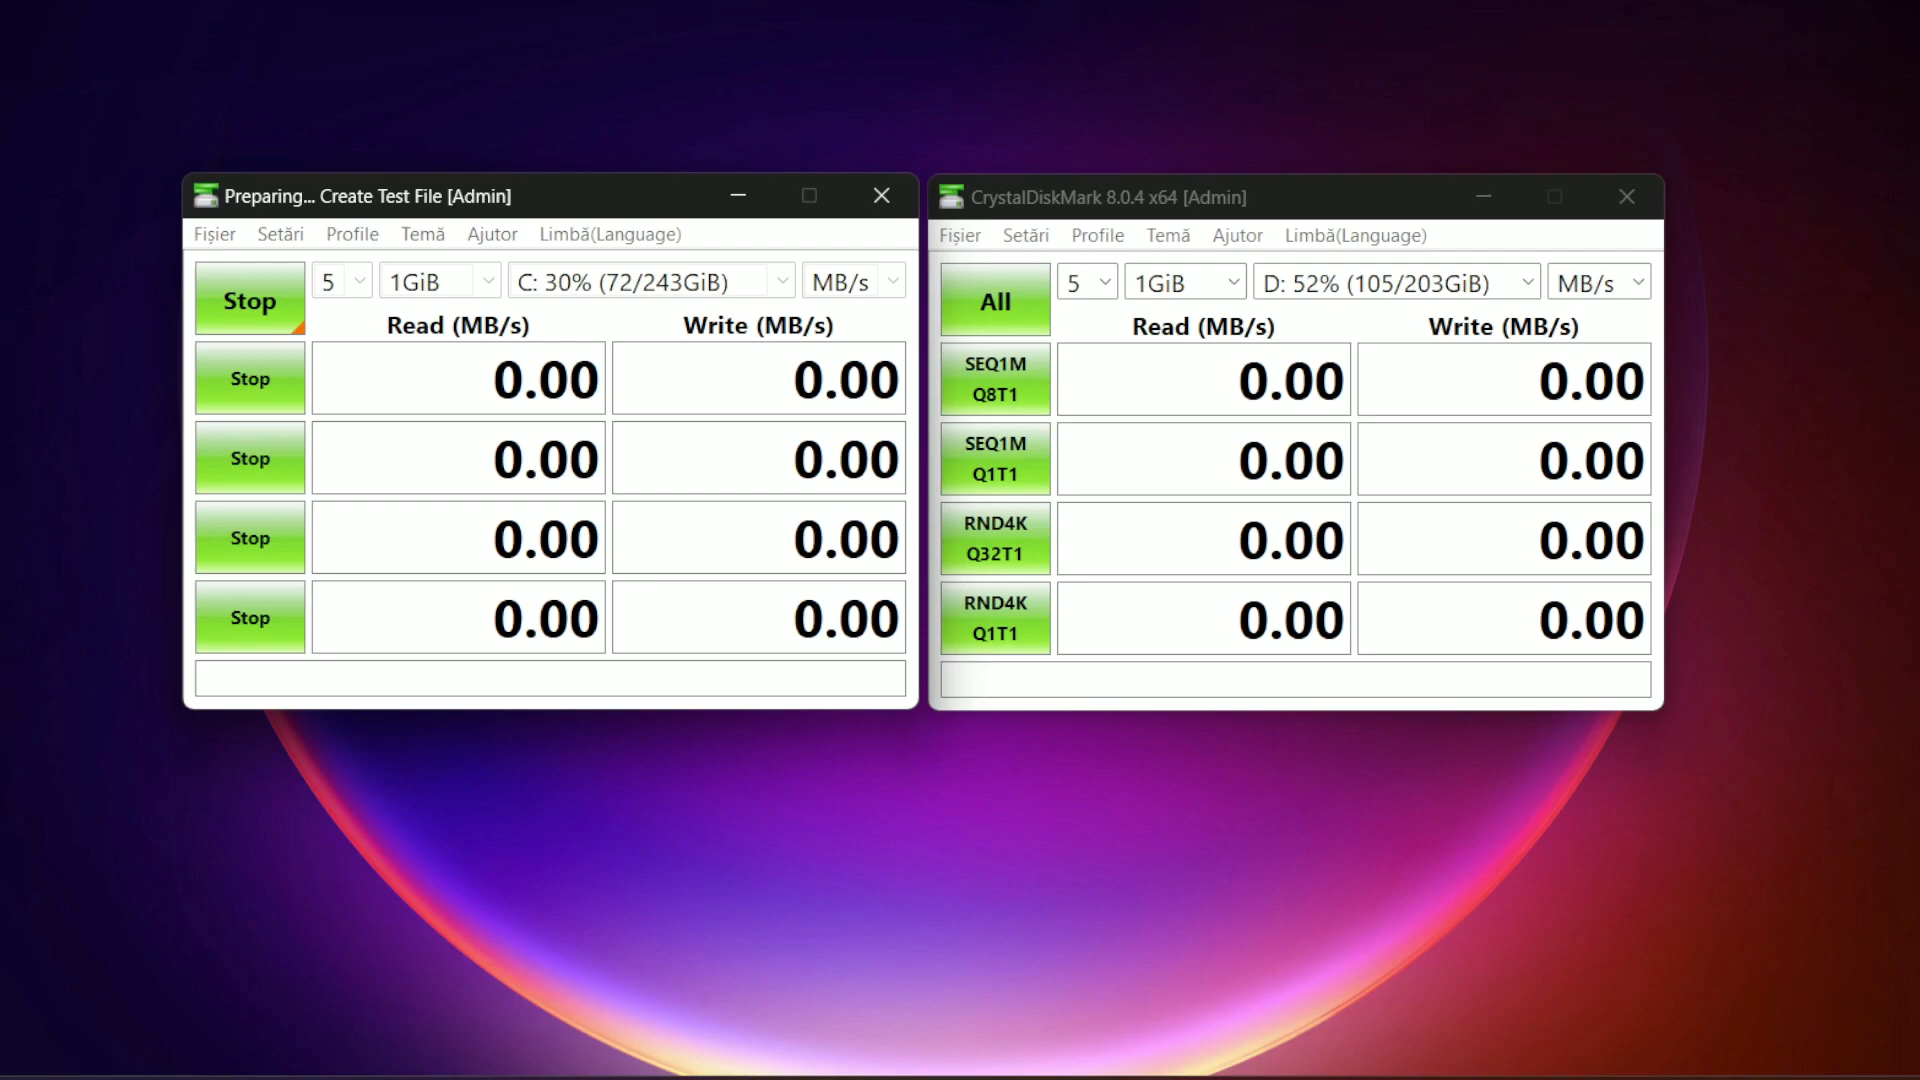 Preparing... Create Test File [Admin]
Fișier Setări Profile Temă Ajutor Limbă(Language)
Stop 5 1GiB C: 30% (72/243GiB) MB/s
Read (MB/s) Write (MB/s)
Stop 0.00 0.00
Stop 0.00 0.00
Stop 0.00 0.00
Stop 0.00 0.00
CrystalDiskMark 8.0.4 x64 [Admin]
Fișier Setări Profile Temă Ajutor Limbă(Language)
All 5 1GiB D: 52% (105/203GiB) MB/s
Read (MB/s) Write (MB/s)
SEQ1M
Q8T1 0.00 0.00
SEQ1M
Q1T1 0.00 0.00
RND4K
Q32T1 0.00 0.00
RND4K
Q1T1 0.00 0.00